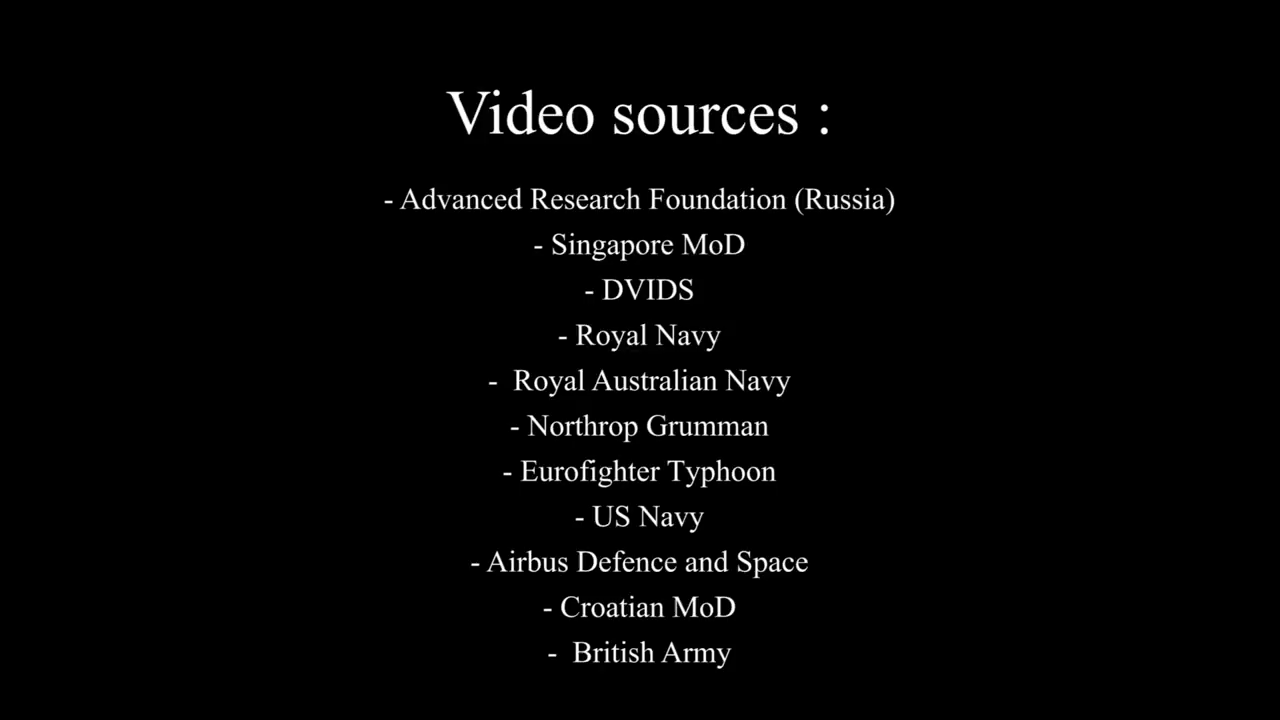 Video sources :
- Advanced Research Foundation (Russia)
- Singapore MoD
- DVIDS
- Royal Navy
-  Royal Australian Navy
- Northrop Grumman
- Eurofighter Typhoon
- US Navy
- Airbus Defence and Space
- Croatian MoD
-  British Army